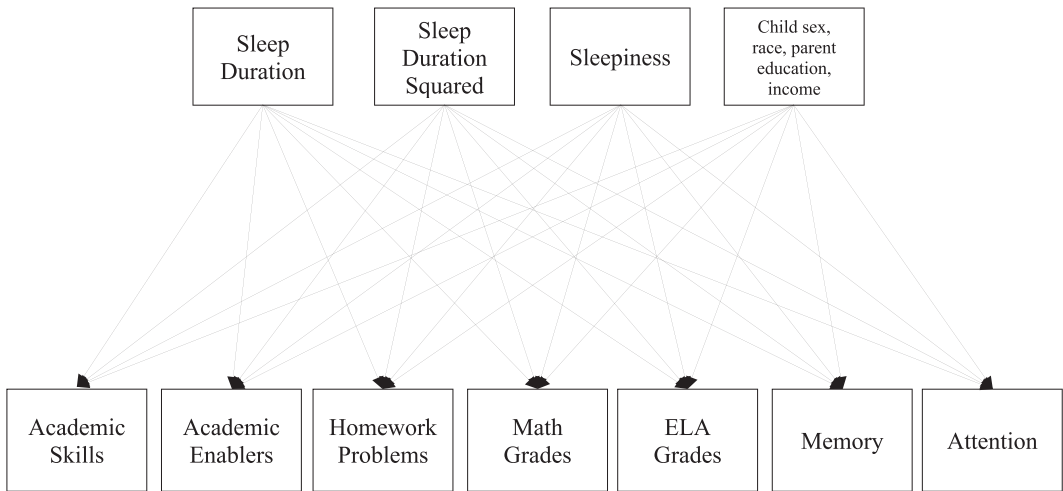 Sleep
Duration
Sleep
Duration
Squared
Sleepiness
Child sex,
race, parent
education,
income
Academic
Skills
Academic
Enablers
Homework
Problems
Math
Grades
ELA
Grades
Memory
Attention